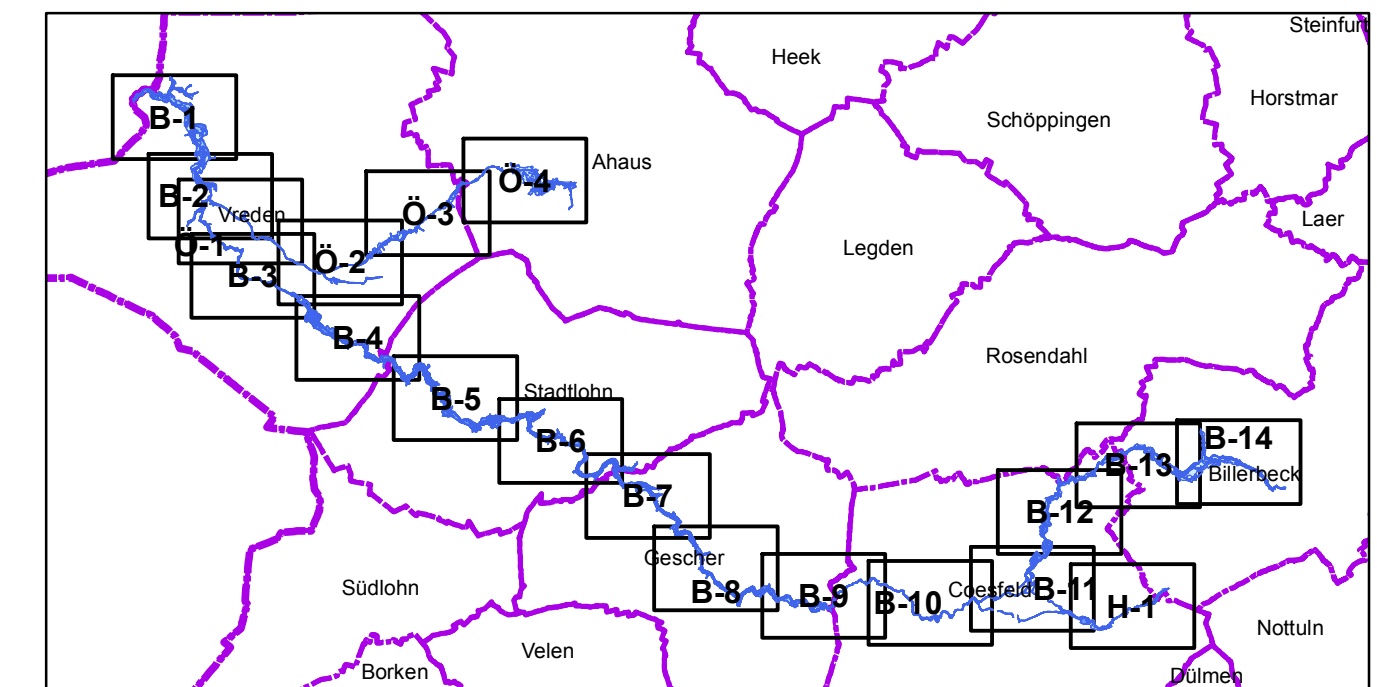 Steinfurt
Heek
Horstmar
B-1
Schöppingen
Ahaus
Ö-4
B-2
Vreden
Ö-3
Laer
Ö-1
Legden
Ö-2
B-3
B-4
Rosendahl
Stadtlohn
B-5
B-6
B-14
B-13
Billerbeck
B-7
B-12
Gescher
Südlohn
B-8
B-9
B-10
Coesfeld
B-11
H-1
Nottuln
Velen
Borken
Dülmen